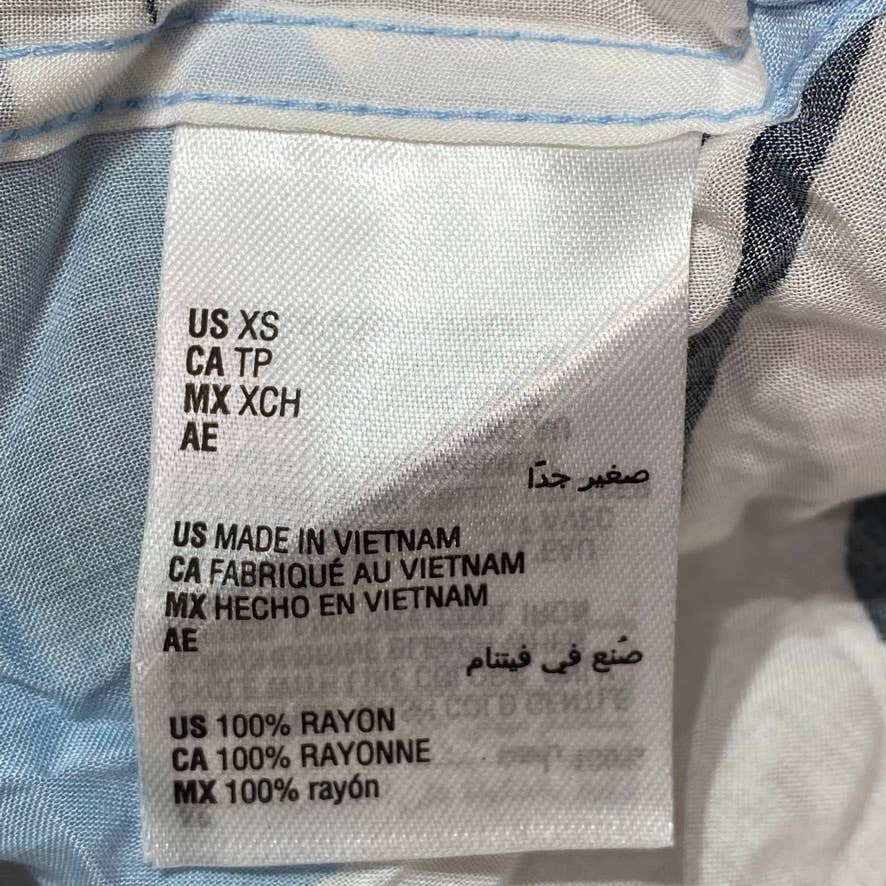 US XS
CA TP
MX XCH
AE
صغير جدًا
US MADE IN VIETNAM
CA FABRIQUÉ AU VIETNAM
MX HECHO EN VIETNAM
AE
صُنع في فيتنام
US 100% RAYON
CA 100% RAYONNE
MX 100% rayón